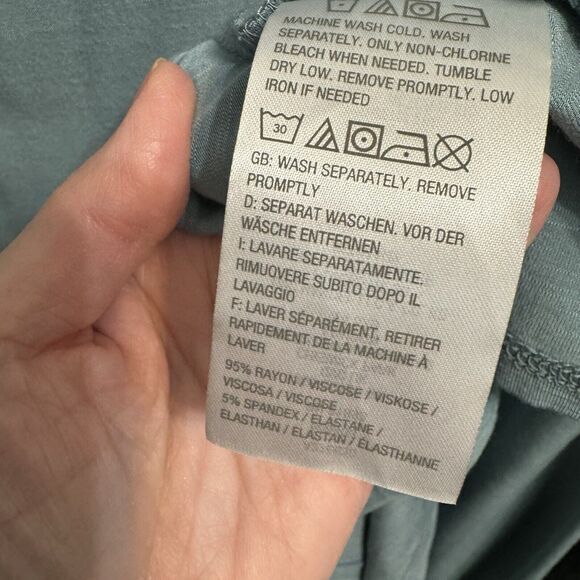 MACHINE WASH COLD. WASH
SEPARATELY. ONLY NON-CHLORINE
BLEACH WHEN NEEDED. TUMBLE
DRY LOW. REMOVE PROMPTLY. LOW
IRON IF NEEDED
30
GB: WASH SEPARATELY. REMOVE
PROMPTLY
D: SEPARAT WASCHEN. VOR DER
WÄSCHE ENTFERNEN
I: LAVARE SEPARATAMENTE.
RIMUOVERE SUBITO DOPO IL
LAVAGGIO
F: LAVER SÉPARÉMENT. RETIRER
RAPIDEMENT DE LA MACHINE À
LAVER
95% RAYON / VISCOSE / VISKOSE /
VISCOSA / VISCOSE
5% SPANDEX / ELASTANE /
ELASTHAN / ELASTAN / ÉLASTHANNE